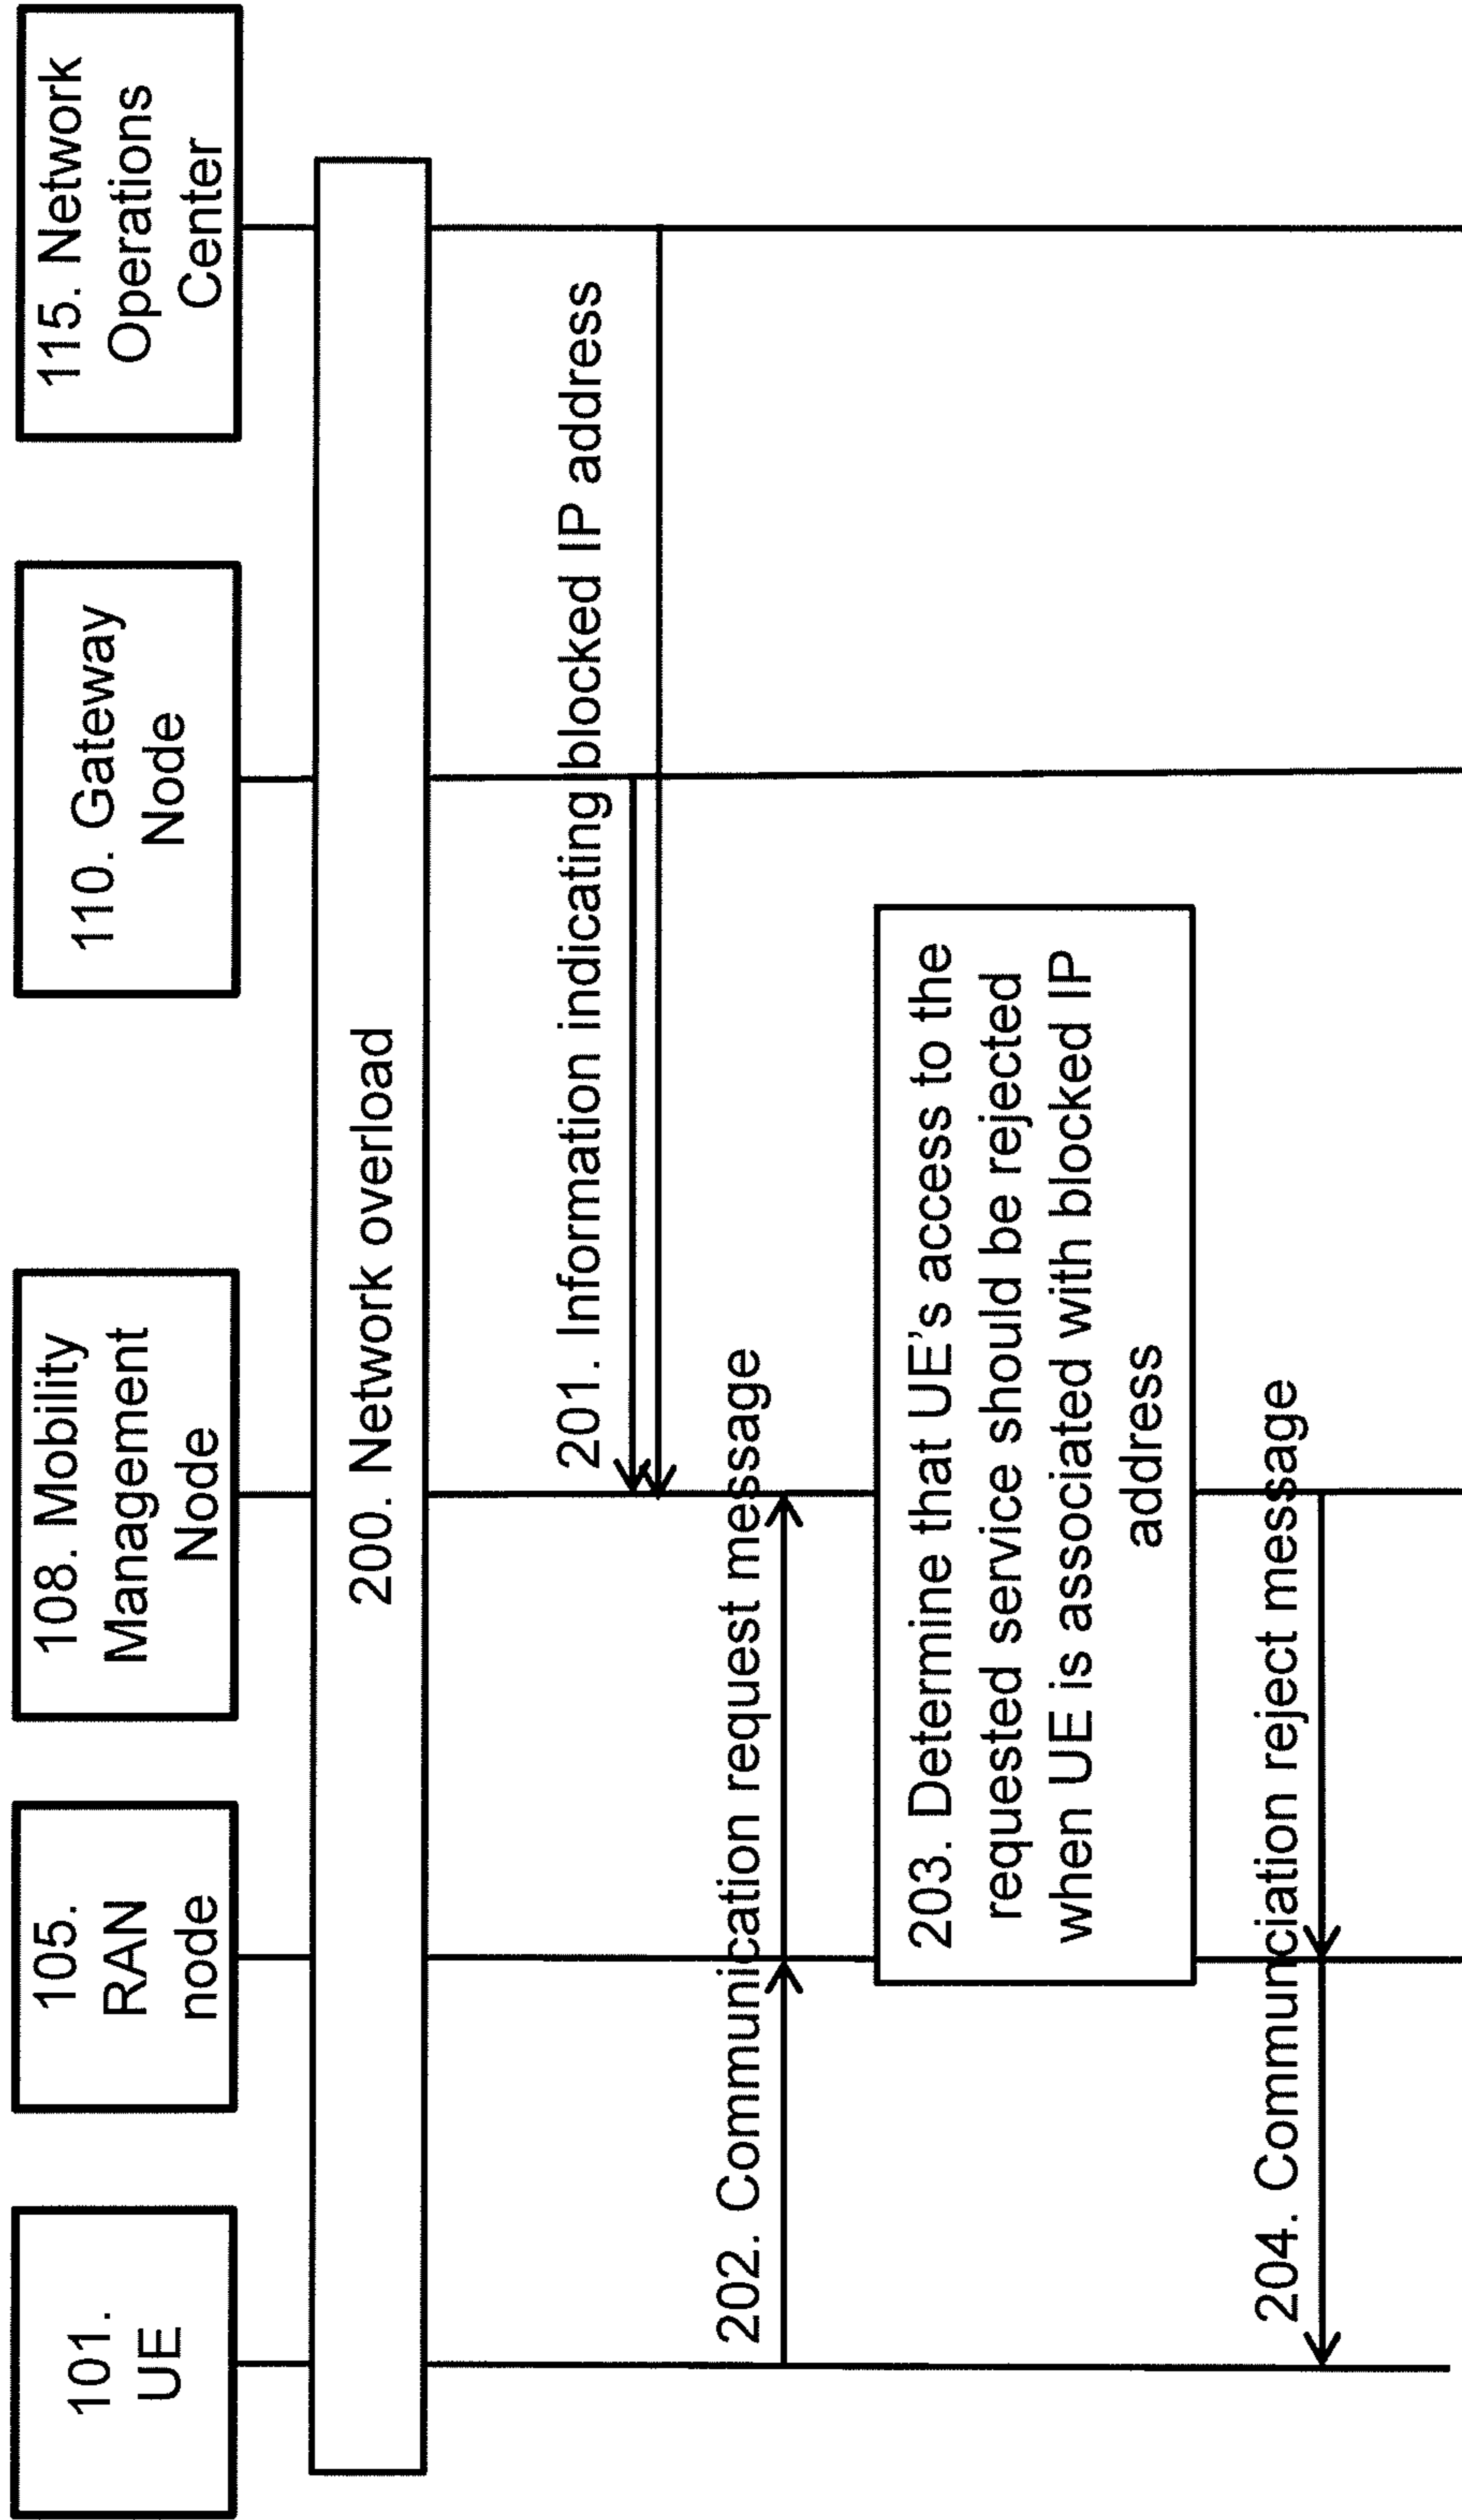 101.
UE
105.
RAN
node
108. Mobility
Management
Node
110. Gateway
Node
115. Network
Operations
Center
200. Network overload
201. Information indicating blocked IP address
202. Communication request message
203. Determine that UE's access to the
requested service should be rejected
when UE is associated with blocked IP
address
204. Communciation reject message